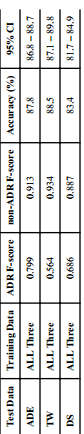 Test Data Training Data ADR F-score non-ADR F-score Accuracy (%) 95% CI
ADE ALL Three 0.799 0.913 87.8 86.8 – 88.7
TW ALL Three 0.564 0.934 88.5 87.1 – 89.8
DS ALL Three 0.686 0.887 83.4 81.7 – 84.9